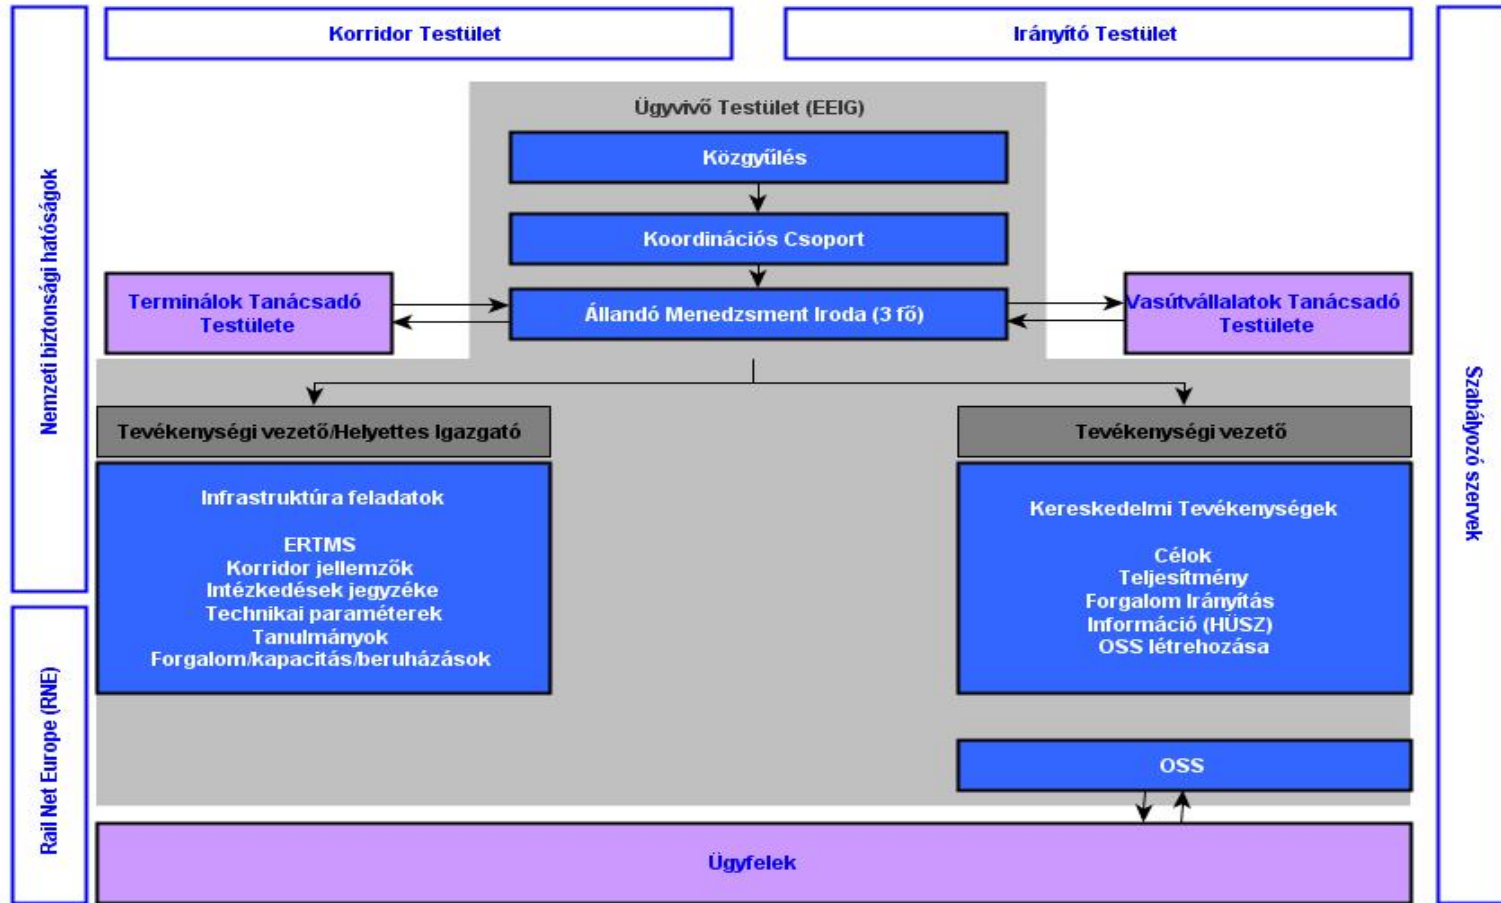 Korridor Testület
Irányító Testület
Nemzeti biztonsági hatóságok
Rail Net Europe (RNE)
Szabályozó szervek
Ügyvivő Testület (EEIG)
Közgyűlés
Koordinációs Csoport
Állandó Menedzsment Iroda (3 fő)
Terminálok Tanácsadó
Testülete
Vasútvállalatok Tanácsadó
Testülete
Tevékenységi vezető/Helyettes Igazgató
Infrastruktúra feladatok
ERTMS
Korridor jellemzők
Intézkedések jegyzéke
Technikai paraméterek
Tanulmányok
Forgalom/kapacitás/beruházások
Tevékenységi vezető
Kereskedelmi Tevékenységek
Célok
Teljesítmény
Forgalom Irányítás
Információ (HÜSZ)
OSS létrehozása
OSS
Ügyfelek